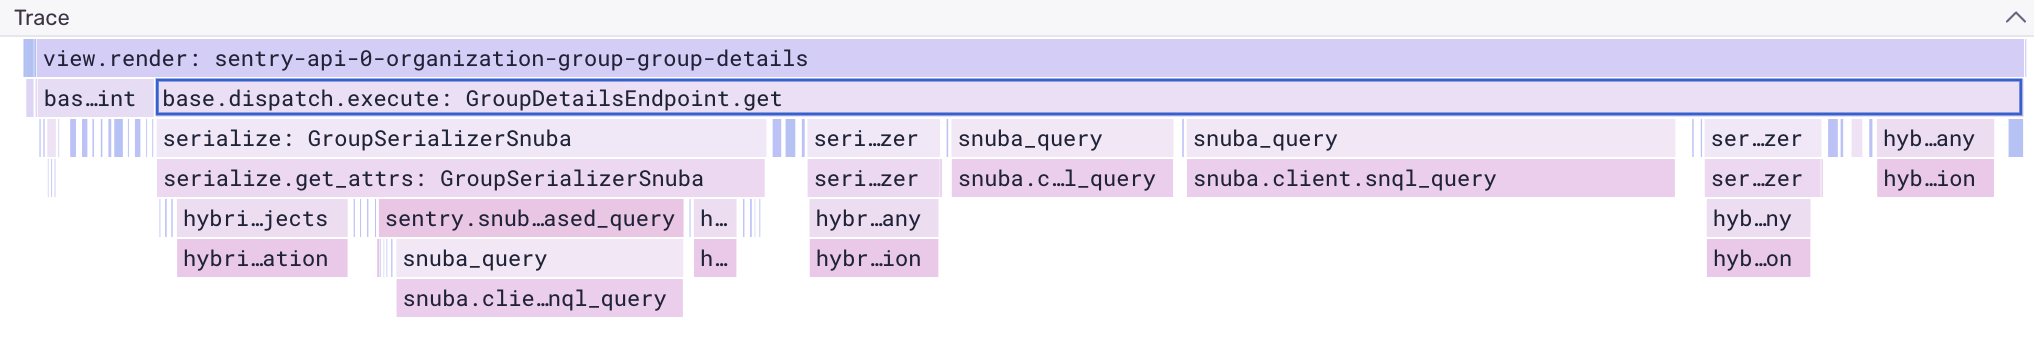 Trace
view.render: sentry-api-0-organization-group-group-details
bas…int base.dispatch.execute: GroupDetailsEndpoint.get
serialize: GroupSerializerSnuba seri…zer snuba_query snuba_query ser…zer hyb…any
serialize.get_attrs: GroupSerializerSnuba seri…zer snuba.c…l_query snuba.client.snql_query ser…zer hyb…ion
hybri…jects sentry.snub…ased_query h… hybr…any hyb…ny
hybri…ation snuba_query h… hybr…ion hyb…on
snuba.clie…nql_query